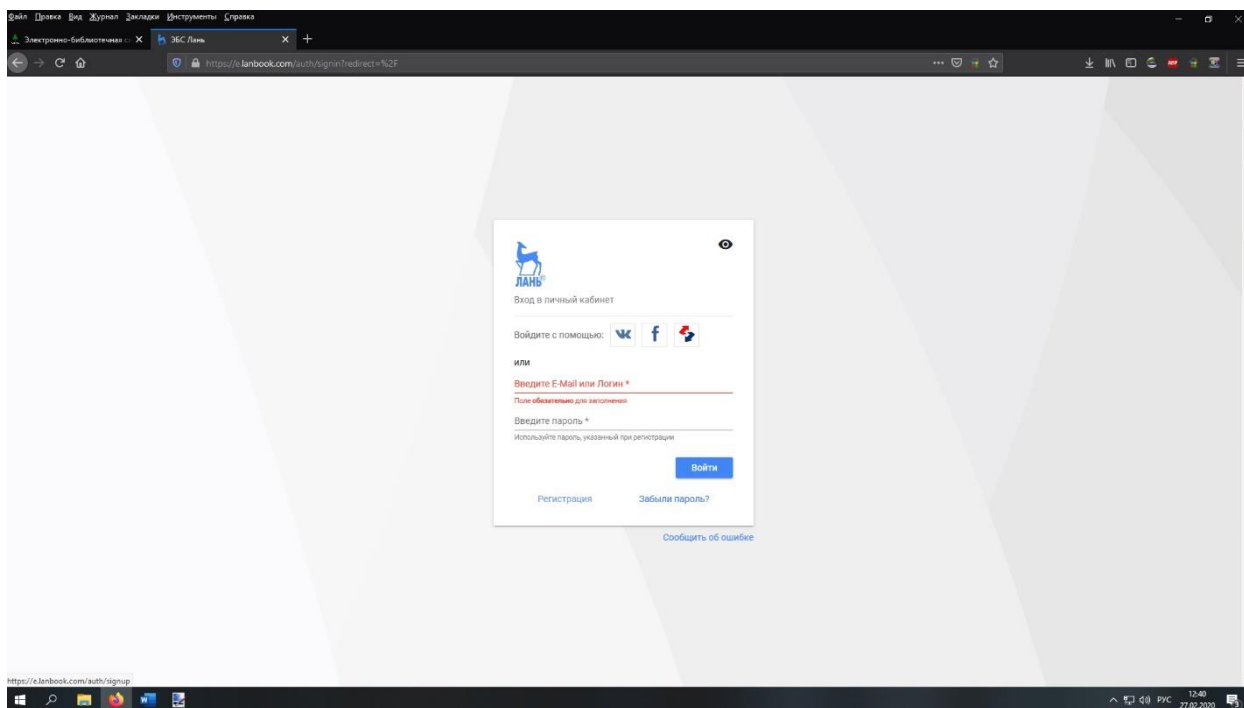 Файл Правка Вид Журнал Закладки Инструменты Справка
Электронно-библиотечная с
ЭБС Лань
https://e.lanbook.com/auth/signin?redirect=%2F
ЛАНЬ®
Вход в личный кабинет
Войдите с помощью:
или
Введите E-Mail или Логин *
Поле обязательно для заполнения
Введите пароль *
Используйте пароль, указанный при регистрации
Войти
Регистрация Забыли пароль?
Сообщить об ошибке
https://e.lanbook.com/auth/signup
РУС
12:40
27.02.2020